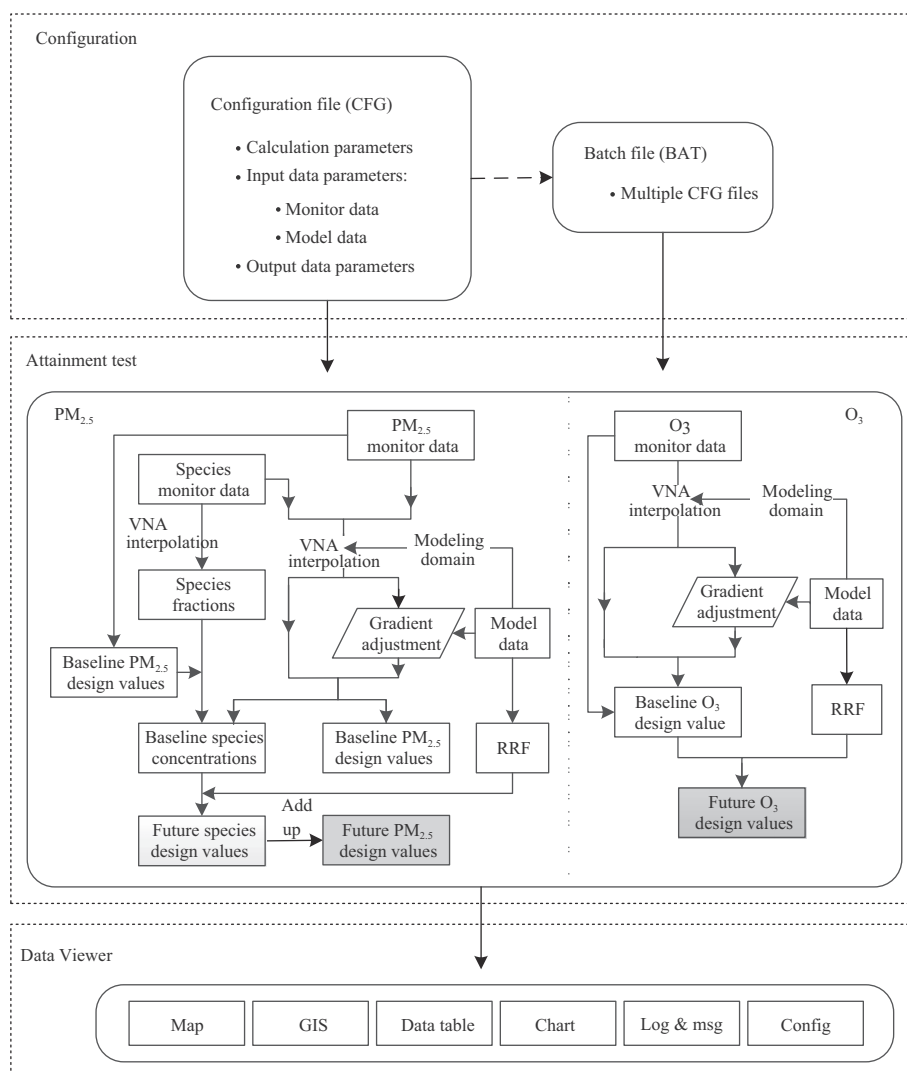 Configuration
Configuration file (CFG)
• Calculation parameters
• Input data parameters:
• Monitor data
• Model data
• Output data parameters
Batch file (BAT)
• Multiple CFG files
Attainment test
PM2.5
PM2.5
monitor data
Species
monitor data
VNA
interpolation
VNA
interpolation
Modeling
domain
Species
fractions
Gradient
adjustment
Model
data
Baseline PM2.5
design values
Baseline species
concentrations
Baseline PM2.5
design values
RRF
Future species
design values
Add
up
Future PM2.5
design values
O3
O3
monitor data
VNA
interpolation
Modeling
domain
Gradient
adjustment
Model
data
Baseline O3
design value
RRF
Future O3
design values
Data Viewer
Map
GIS
Data table
Chart
Log & msg
Config